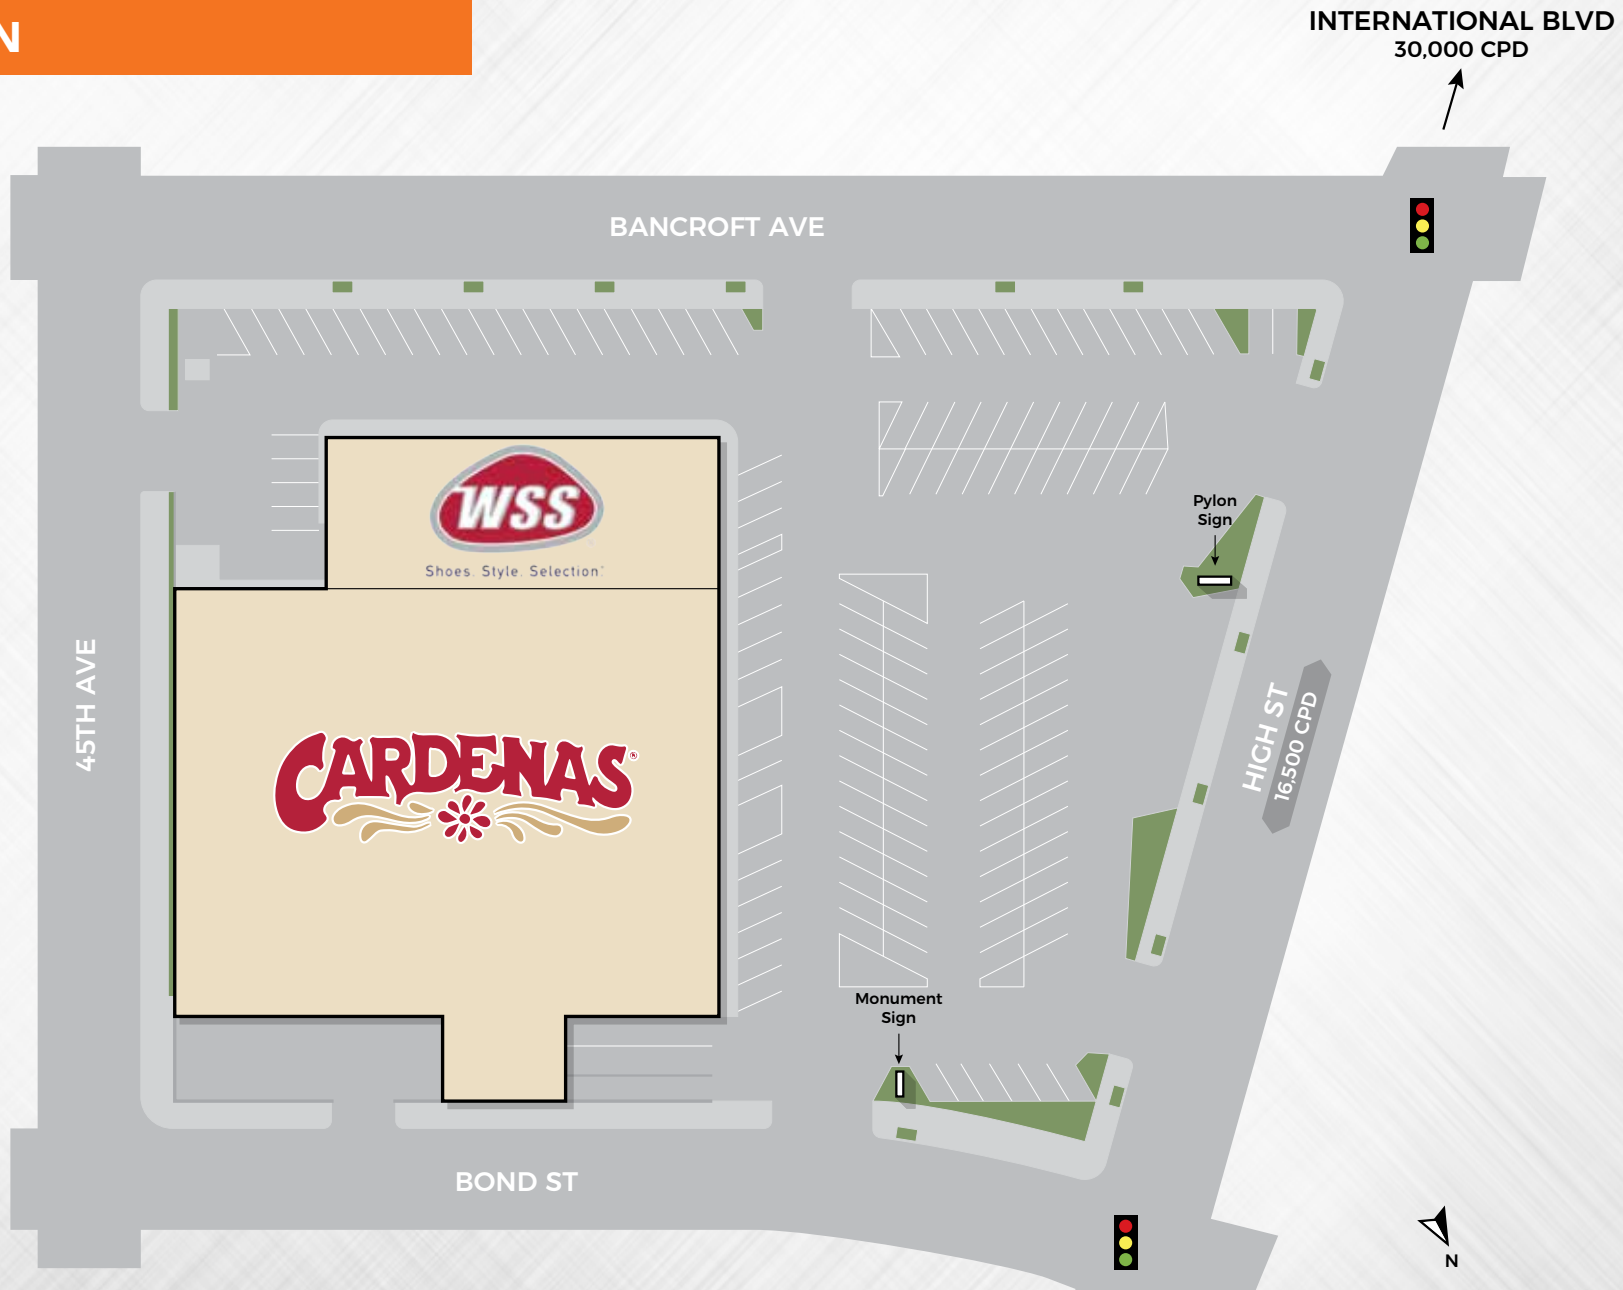 N
INTERNATIONAL BLVD
30,000 CPD
BANCROFT AVE
WSS
Shoes. Style. Selection.
Pylon
Sign
45TH AVE
CARDENAS®
HIGH ST
16,500 CPD
Monument
Sign
BOND ST
N